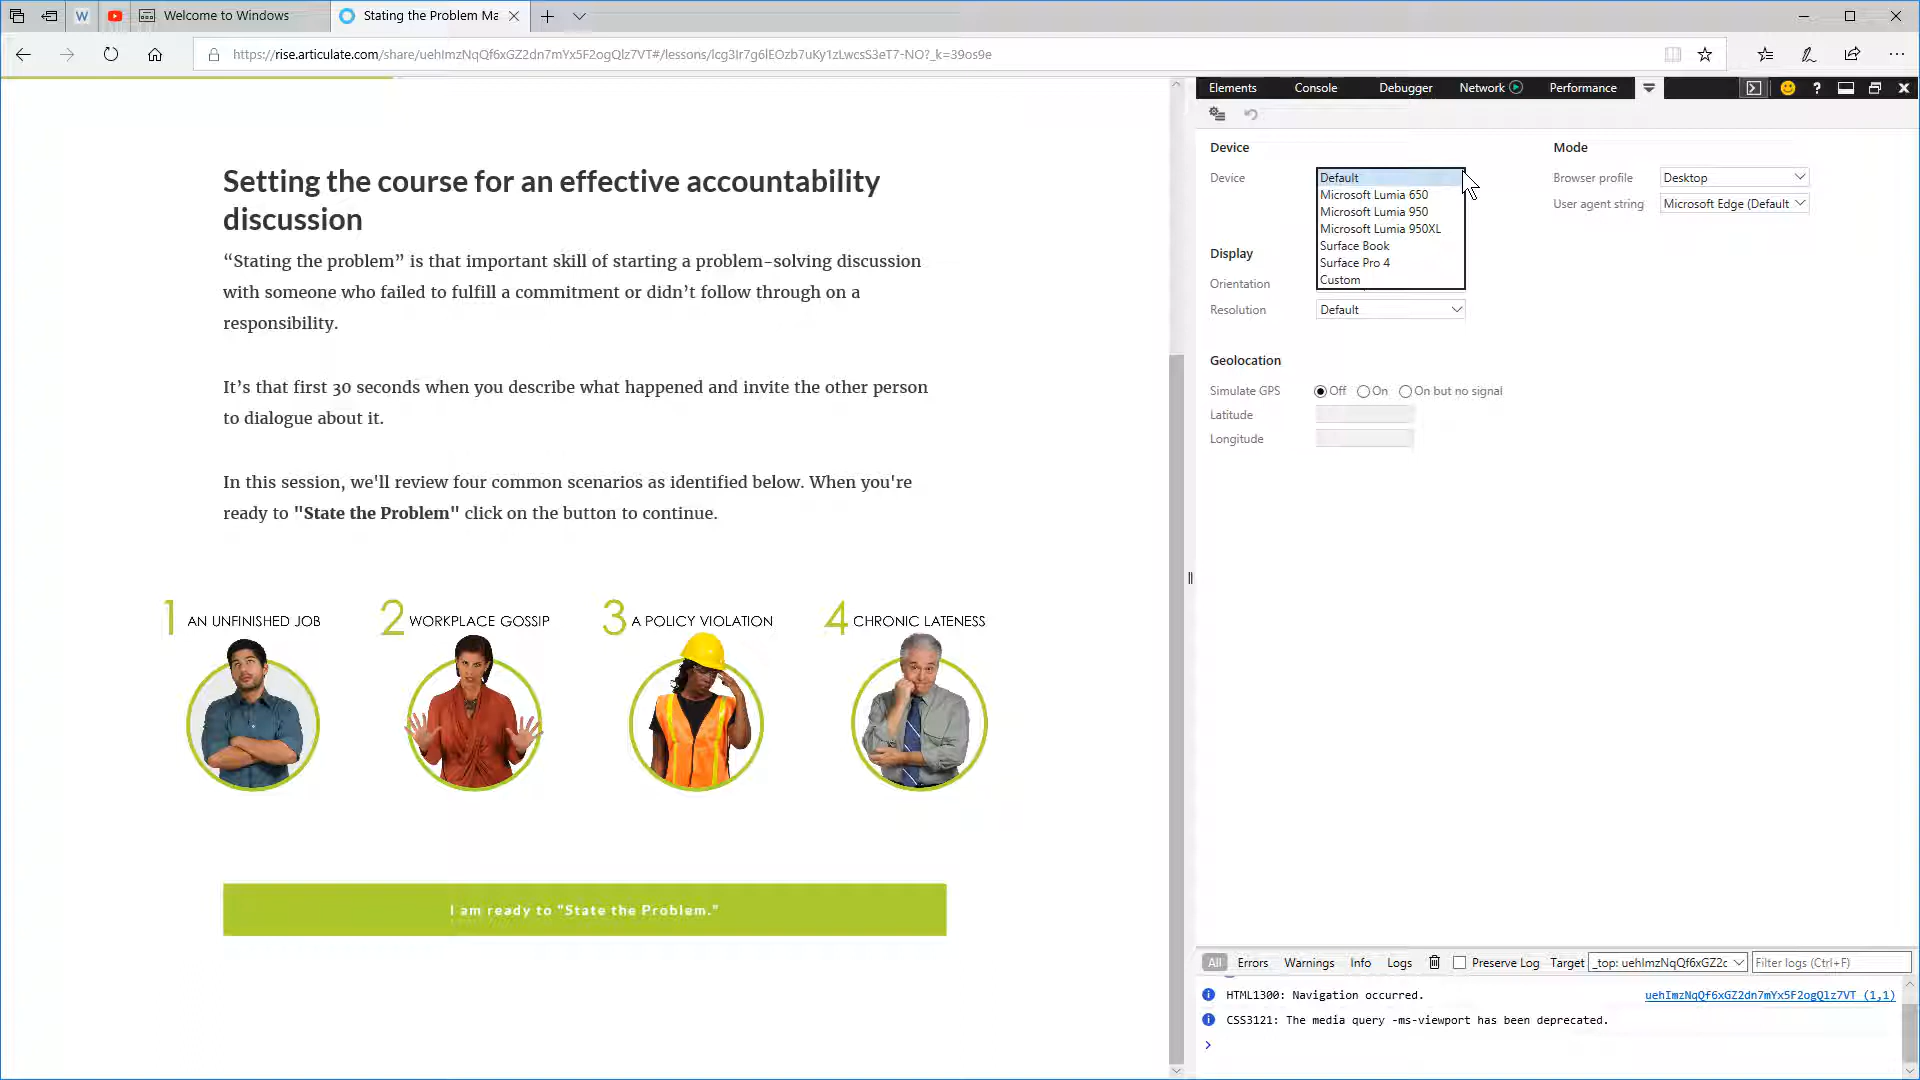 W
Welcome to Windows
Stating the Problem Ma
https://rise.articulate.com/share/uehImzNqQf6xGZ2dn7mYx5F2ogQlz7VT#/lessons/lcg3Ir7g6lEOzb7uKy1zLwcsS3eT7-NO?_k=39os9e
Setting the course for an effective accountability
discussion
“Stating the problem” is that important skill of starting a problem-solving discussion
with someone who failed to fulfill a commitment or didn’t follow through on a
responsibility.
It’s that first 30 seconds when you describe what happened and invite the other person
to dialogue about it.
In this session, we'll review four common scenarios as identified below. When you're
ready to "State the Problem" click on the button to continue.
1 AN UNFINISHED JOB
2 WORKPLACE GOSSIP
3 A POLICY VIOLATION
4 CHRONIC LATENESS
I am ready to "State the Problem."
Elements Console Debugger Network Performance
?
Device
Device
Default
Microsoft Lumia 650
Microsoft Lumia 950
Microsoft Lumia 950XL
Surface Book
Surface Pro 4
Custom
Display
Orientation
Resolution Default
Geolocation
Simulate GPS Off On On but no signal
Latitude
Longitude
Mode
Browser profile Desktop
User agent string Microsoft Edge (Default
All Errors Warnings Info Logs Preserve Log Target _top: uehImzNqQf6xGZ2c Filter logs (Ctrl+F)
HTML1300: Navigation occurred. uehImzNqQf6xGZ2dn7mYx5F2ogQlz7VT (1,1)
CSS3121: The media query -ms-viewport has been deprecated.